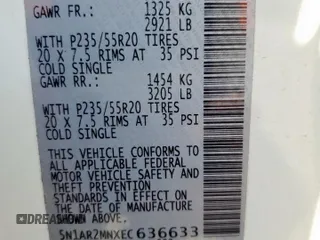 GAWR FR.: 1325 KG
2921 LB
WITH P235/55R20 TIRES
20 X 7.5 RIMS AT 35 PSI
COLD SINGLE
GAWR RR.: 1454 KG
3205 LB
WITH P235/55R20 TIRES
20 X 7.5 RIMS AT 35 PSI
COLD SINGLE
THIS VEHICLE CONFORMS TO
ALL APPLICABLE FEDERAL
MOTOR VEHICLE SAFETY AND
STANDARDS IN EFFECT ON
THE DATE OF MANUFACTURE
SHOWN ABOVE.
5N1AR2MNXEC636633